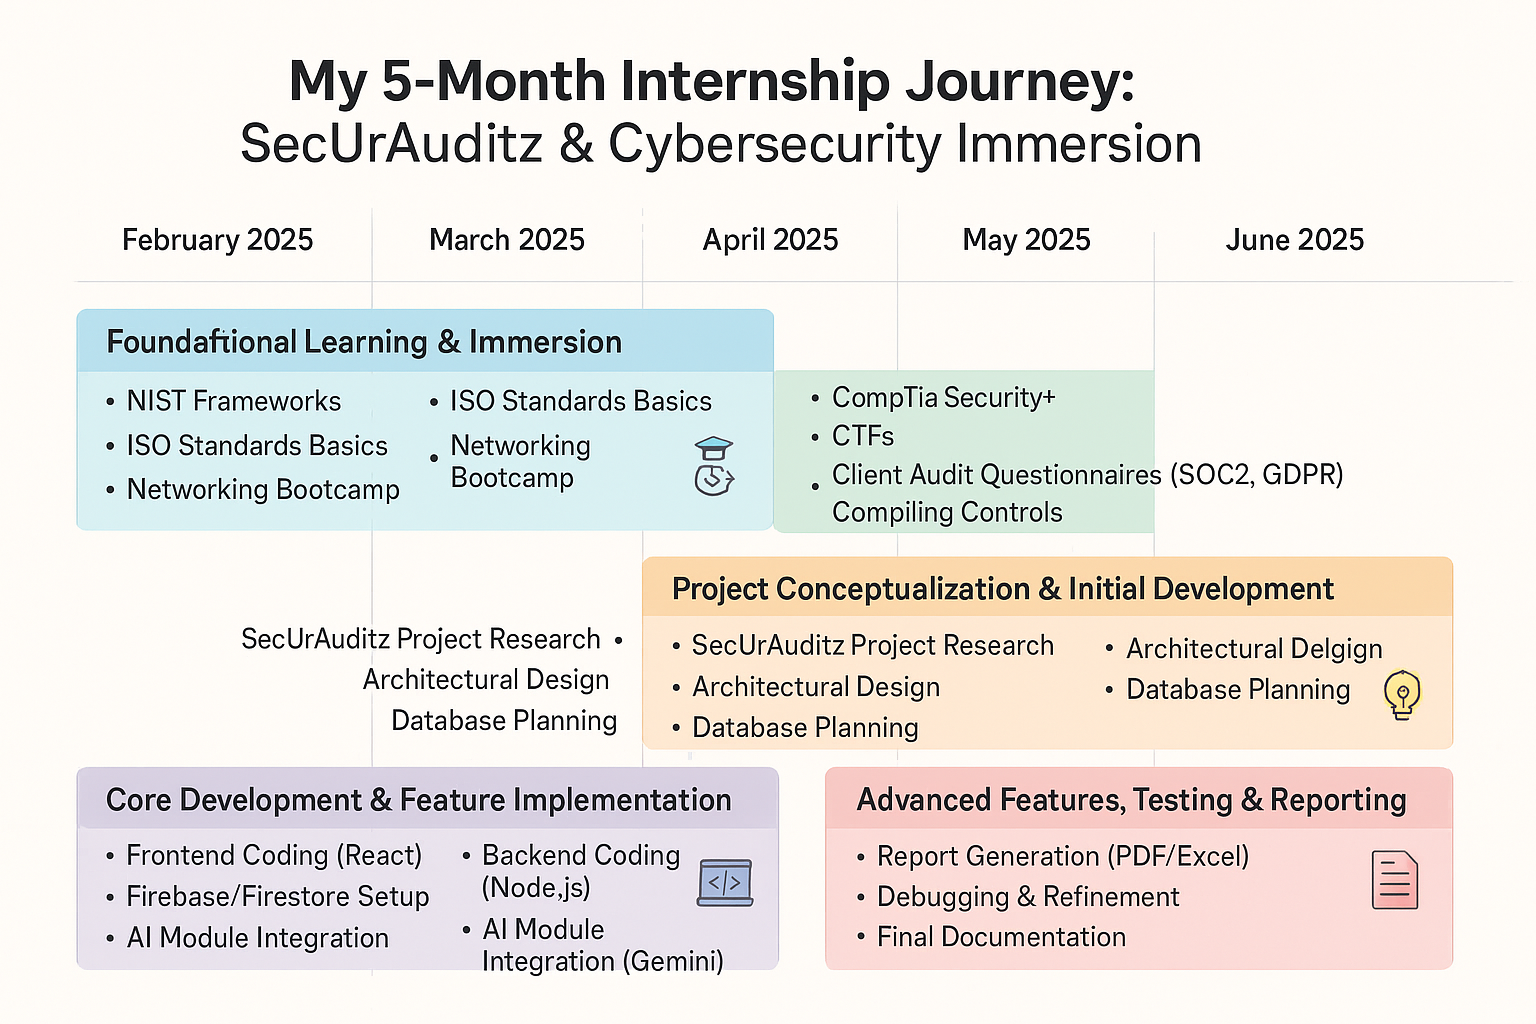 My 5-Month Internship Journey:
SecUrAuditz & Cybersecurity Immersion
February 2025
March 2025
April 2025
May 2025
June 2025
Foundaftional Learning & Immersion
• NIST Frameworks
• ISO Standards Basics
• Networking Bootcamp
• ISO Standards Basics
• Networking
Bootcamp
• CompTia Security+
• CTFs
• Client Audit Questionnaires (SOC2, GDPR)
Compiling Controls
SecUrAuditz Project Research •
Architectural Design
Database Planning
Project Conceptualization & Initial Development
• SecUrAuditz Project Research
• Architectural Design
• Database Planning
• Architectural Delgign
• Database Planning
Core Development & Feature Implementation
• Frontend Coding (React)
• Firebase/Firestore Setup
• AI Module Integration
• Backend Coding
(Node,js)
• AI Module
Integration (Gemini)
</> 
Advanced Features, Testing & Reporting
• Report Generation (PDF/Excel)
• Debugging & Refinement
• Final Documentation